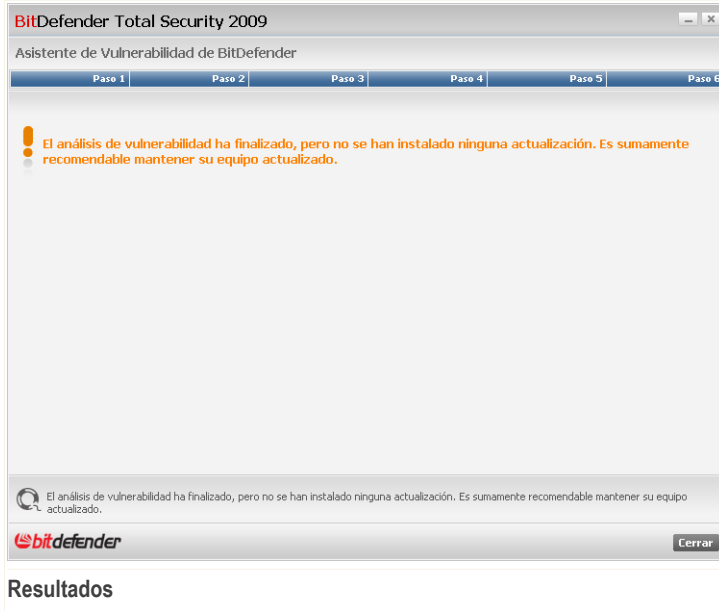 BitDefender Total Security 2009
Asistente de Vulnerabilidad de BitDefender
Paso 1 Paso 2 Paso 3 Paso 4 Paso 5 Paso 6
El análisis de vulnerabilidad ha finalizado, pero no se han instalado ninguna actualización. Es sumamente
recomendable mantener su equipo actualizado.
El análisis de vulnerabilidad ha finalizado, pero no se han instalado ninguna actualización. Es sumamente recomendable mantener su equipo
actualizado.
bitdefender
Cerrar
Resultados